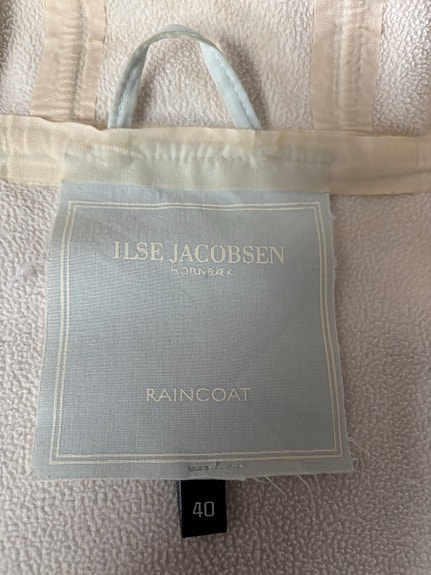 ILSE JACOBSEN
HORNBÆK
RAINCOAT
40